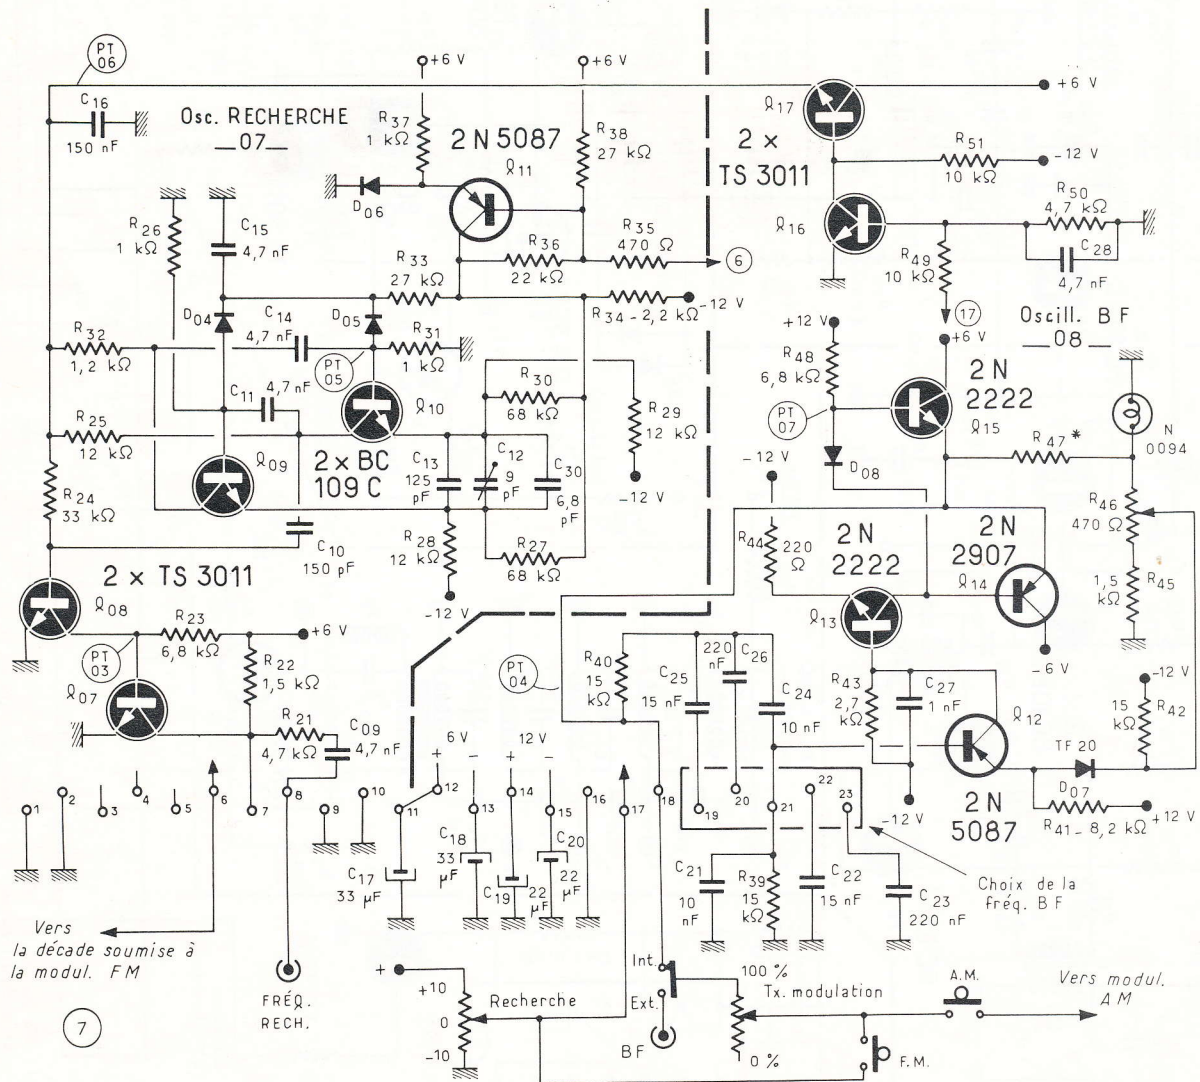 PT 06
+6 V
+6 V
C16
150 nF
Osc. RECHERCHE
__07__
R37
1 kΩ
2 N 5087
Q11
R38
27 kΩ
Q17
2 x
TS 3011
+6 V
R51
10 kΩ
-12 V
D06
R26
1 kΩ
C15
4,7 nF
R36
22 kΩ
R35
470 Ω
6
Q16
R50
4,7 kΩ
C28
4,7 nF
R49
10 kΩ
R33
27 kΩ
R34-2,2 kΩ
-12 V
17
+6 V
Oscill. BF
__08__
R32
1,2 kΩ
D04
C14
4,7 nF
D05
R31
1 kΩ
PT 05
+12 V
R48
6,8 kΩ
2N
2222
Q15
PT 07
C11
4,7 nF
R30
68 kΩ
R29
12 kΩ
-12 V
R25
12 kΩ
Q10
Q09
2 x BC
109 C
C13
125
pF
C12
9
pF
C30
6,8
pF
D08
R47*
N
0094
-12 V
R24
33 kΩ
C10
150 pF
R28
12 kΩ
-12 V
R27
68 kΩ
R44
220
Ω
2N
2222
2N
2907
Q14
R46
470 Ω
1,5
kΩ
R45
2 x TS 3011
Q08
R23
6,8 kΩ
+6 V
Q13
-6 V
PT 03
R22
1,5 kΩ
Q07
PT 04
R40
15
kΩ
C25
15 nF
220
nF
C26
C24
10 nF
R43
2,7
kΩ
C27
1 nF
Q12
-12 V
15
kΩ
R42
R21
4,7 kΩ
C09
4,7 nF
6 V
+ -
12 V
+ -
-12 V
TF 20
D07
2N
5087
R41-8,2 kΩ
+12 V
1
2
3
4
5
6
7
8
9
10
11
12
13
14
15
16
17
18
19
20
21
22
23
C17
33 µF
C18
33
µF
C19
22
µF
C20
22
µF
C21
10
nF
R39
15
kΩ
C22
15 nF
C23
220 nF
Choix de la
fréq. BF
Vers
la décade soumise à
la modul. FM
FRÉQ.
RECH.
+
+10
0
-10
Recherche
Int.
Ext.
BF
100 %
Tx. modulation
0 %
A.M.
F.M.
Vers modul.
AM
7